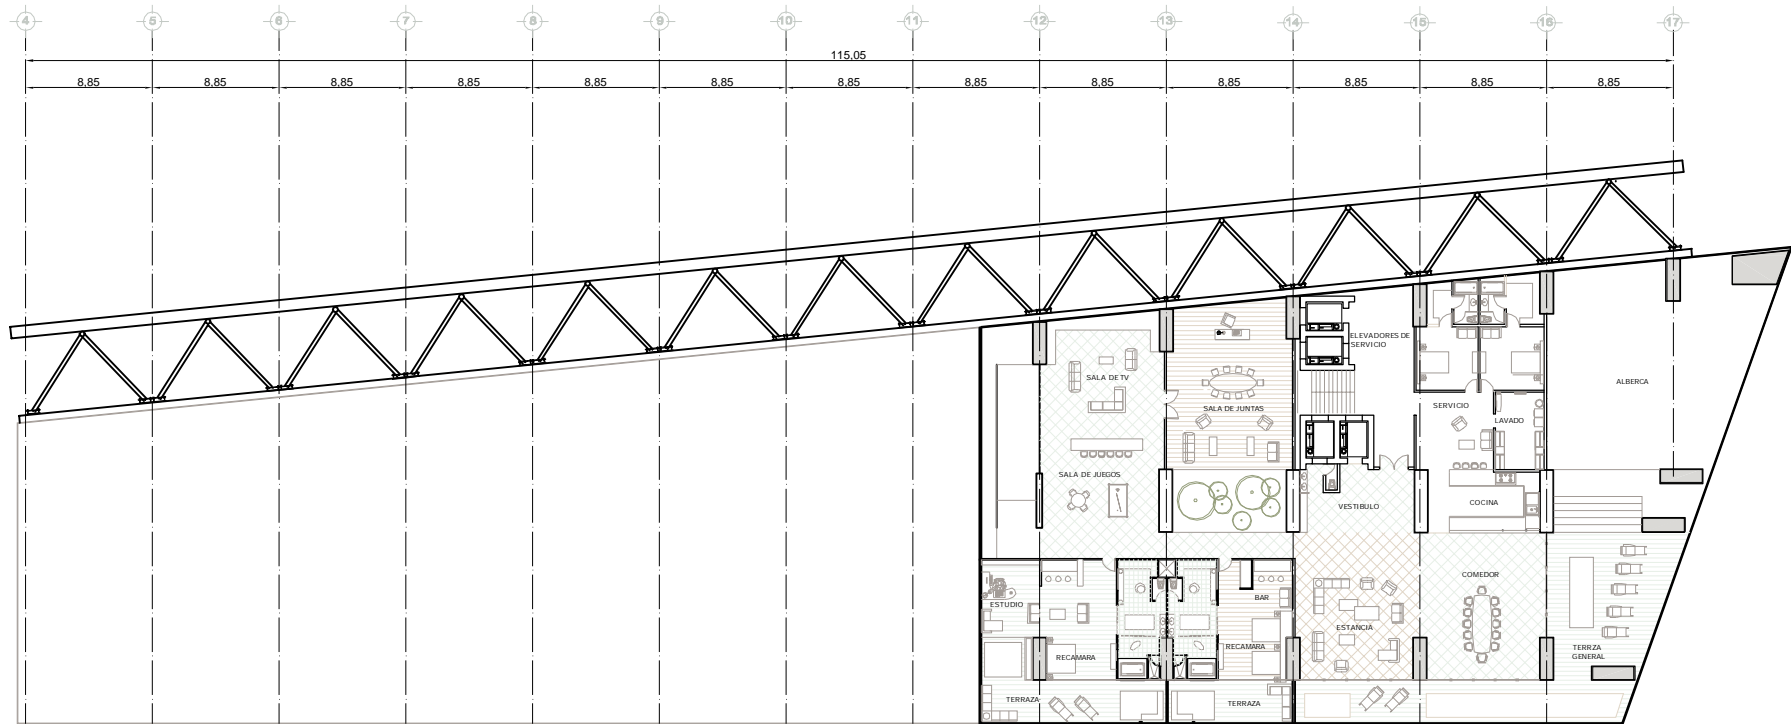 4 5 6 7 8 9 10 11 12 13 14 15 16 17
115,05
8,85 8,85 8,85 8,85 8,85 8,85 8,85 8,85 8,85 8,85 8,85 8,85 8,85
ELEVADORES DE
SERVICIO
SALA DE TV
ALBERCA
SALA DE JUNTAS
SERVICIO
LAVADO
SALA DE JUEGOS
COCINA
VESTIBULO
COMEDOR
BAR
ESTUDIO
ESTANCIA
RECAMARA
RECAMARA
TERRZA
GENERAL
TERRAZA
TERRAZA